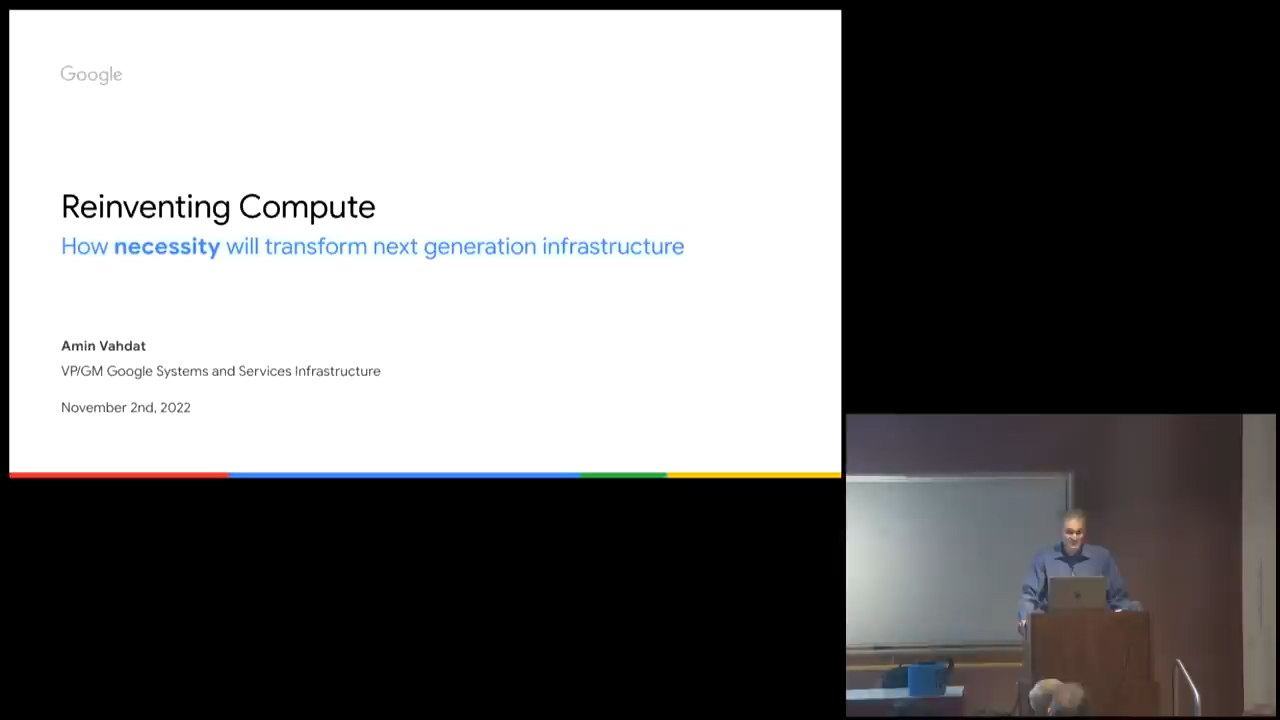 Google
Reinventing Compute
How necessity will transform next generation infrastructure
Amin Vahdat
VP/GM Google Systems and Services Infrastructure
November 2nd, 2022